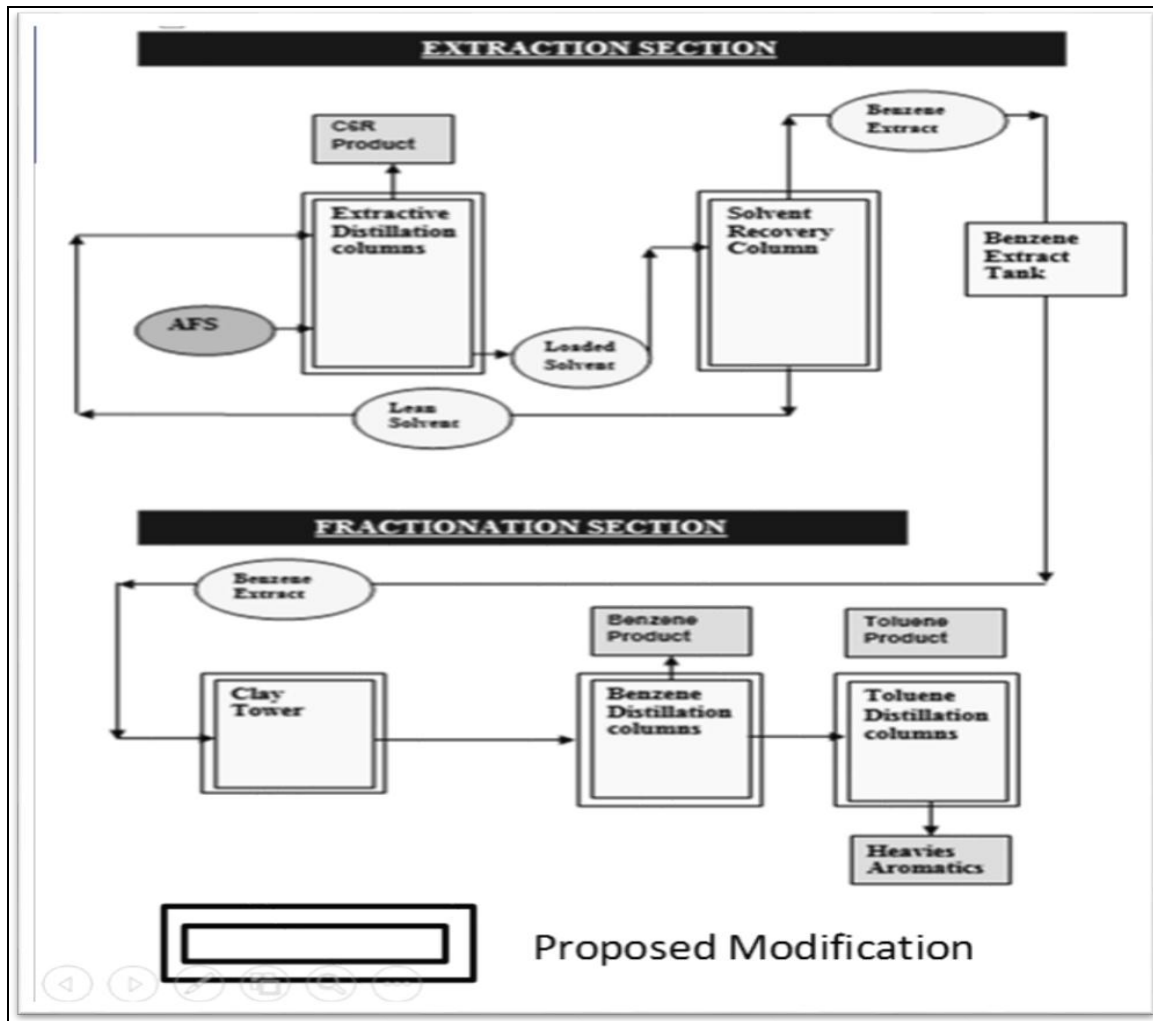 EXTRACTION SECTION
C6R
Product
Benzene
Extract
Extractive
Distillation
columns
Solvent
Recovery
Column
Benzene
Extract
Tank
AFS
Loaded
Solvent
Lean
Solvent
FRACTIONATION SECTION
Benzene
Extract
Benzene
Product
Toluene
Product
Clay
Tower
Benzene
Distillation
columns
Toluene
Distillation
columns
Heavies
Aromatics
Proposed Modification